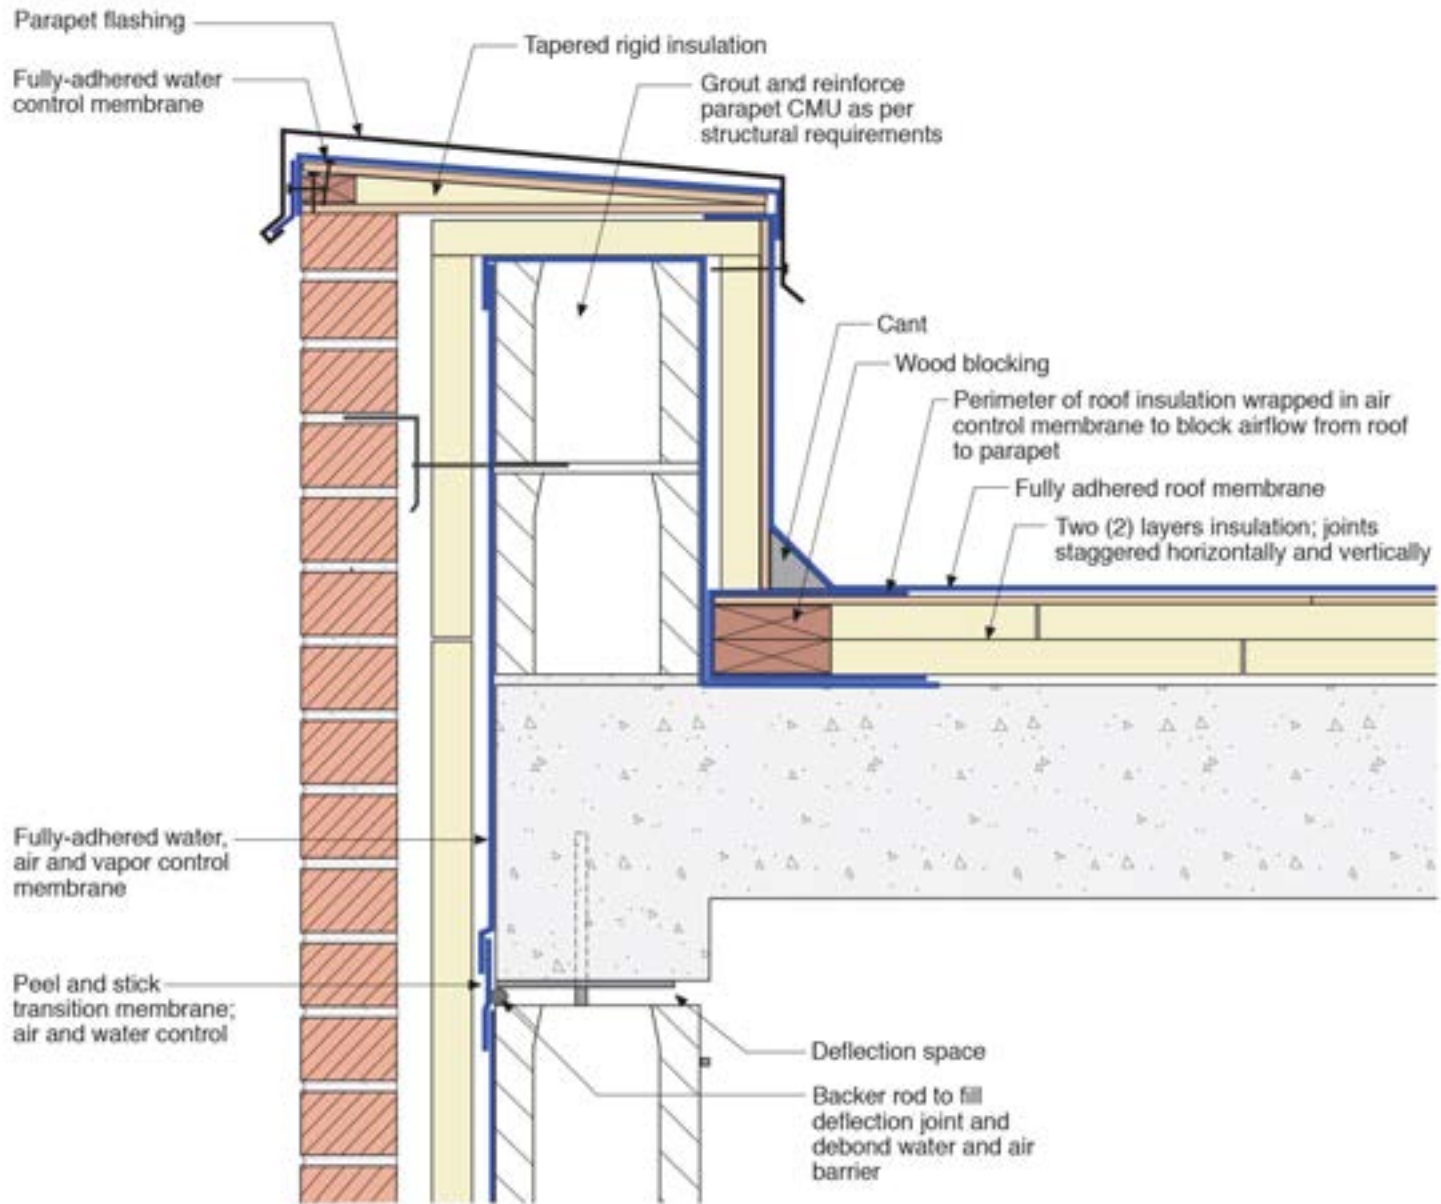 Parapet flashing
Fully-adhered water
control membrane
Tapered rigid insulation
Grout and reinforce
parapet CMU as per
structural requirements
Cant
Wood blocking
Perimeter of roof insulation wrapped in air
control membrane to block airflow from roof
to parapet
Fully adhered roof membrane
Two (2) layers insulation; joints
staggered horizontally and vertically
Fully-adhered water,
air and vapor control
membrane
Peel and stick
transition membrane;
air and water control
Deflection space
Backer rod to fill
deflection joint and
debond water and air
barrier